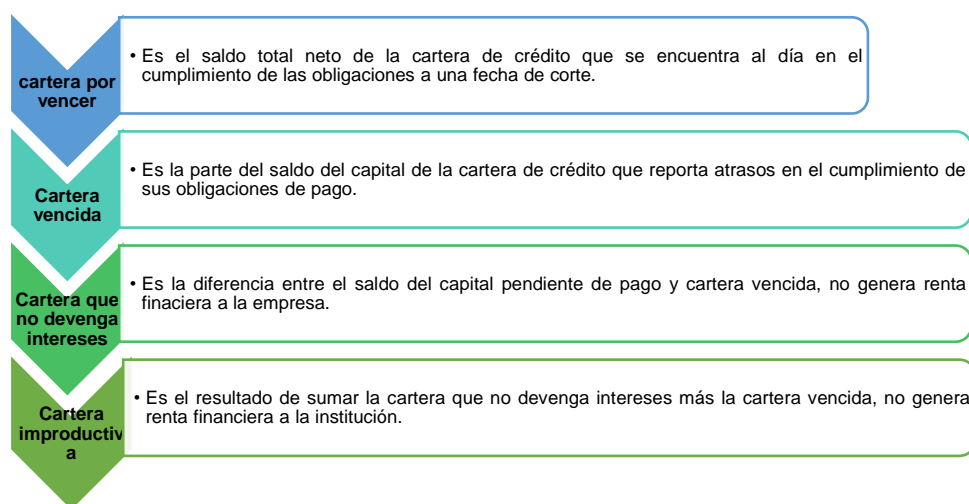 cartera por
vencer
• Es el saldo total neto de la cartera de crédito que se encuentra al día en el
cumplimiento de las obligaciones a una fecha de corte.
Cartera
vencida
• Es la parte del saldo del capital de la cartera de crédito que reporta atrasos en el cumplimiento de
sus obligaciones de pago.
Cartera que
no devenga
intereses
• Es la diferencia entre el saldo del capital pendiente de pago y cartera vencida, no genera renta
finaciera a la empresa.
Cartera
improductiv
a
• Es el resultado de sumar la cartera que no devenga intereses más la cartera vencida, no genera
renta financiera a la institución.